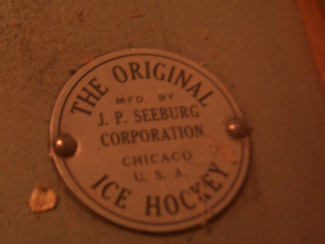 THE ORIGINAL
MFD. BY
J. P. SEEBURG
CORPORATION
CHICAGO
U. S. A.
ICE HOCKEY